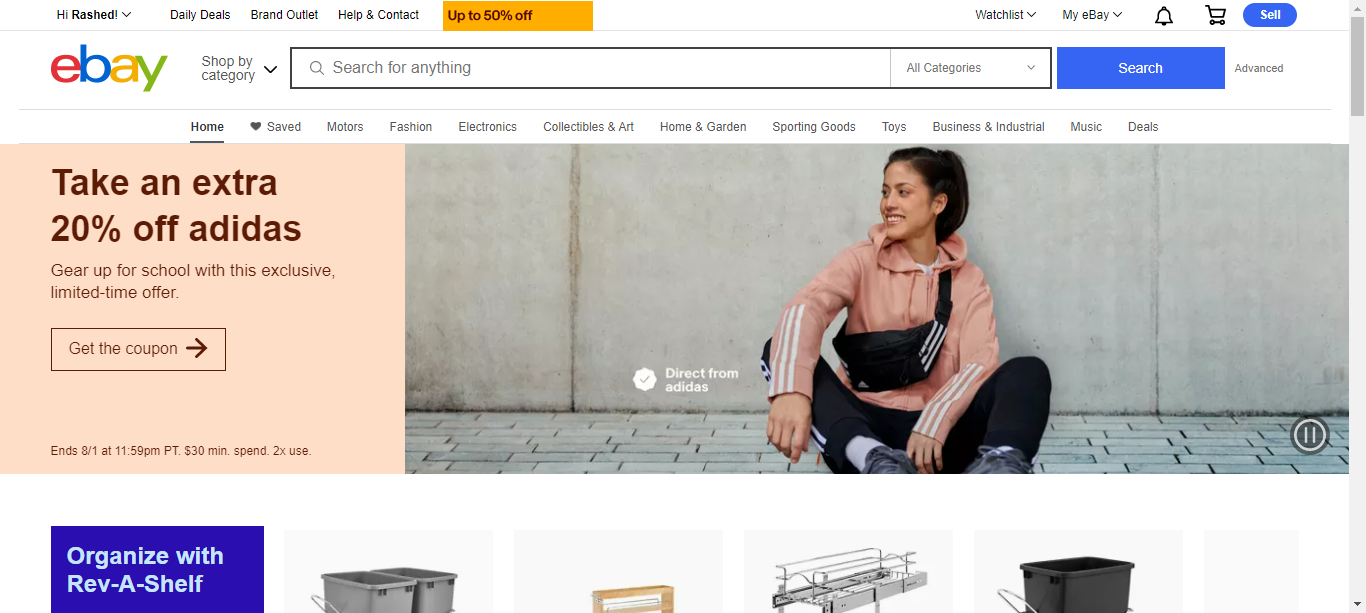 Hi Rashed!
Daily Deals
Brand Outlet
Help & Contact
Up to 50% off
Watchlist
My eBay
Sell
ebay
Shop by
category
Search for anything
All Categories
Search
Advanced
Home
Saved
Motors
Fashion
Electronics
Collectibles & Art
Home & Garden
Sporting Goods
Toys
Business & Industrial
Music
Deals
Take an extra
20% off adidas
Gear up for school with this exclusive,
limited-time offer.
Get the coupon
Ends 8/1 at 11:59pm PT. $30 min. spend. 2x use.
Direct from
adidas
Organize with
Rev-A-Shelf